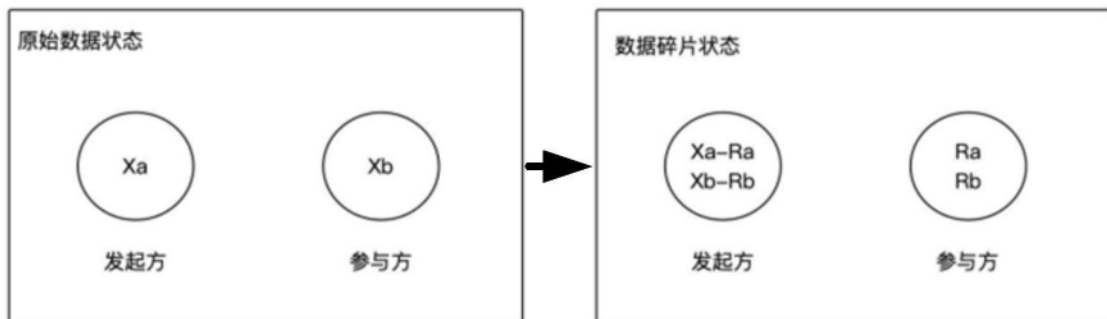 原始数据状态
Xa
Xb
发起方
参与方
数据碎片状态
Xa-Ra
Xb-Rb
Ra
Rb
发起方
参与方